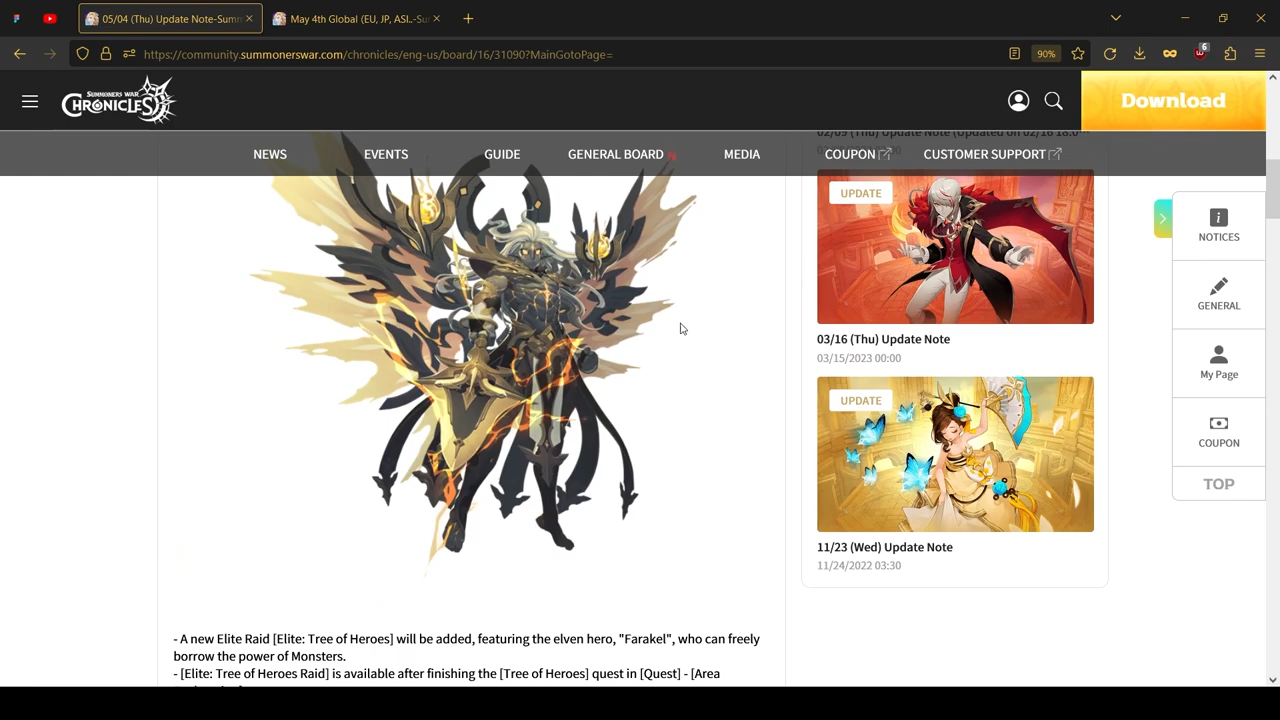 05/04 (Thu) Update Note-Summ
May 4th Global (EU, JP, ASI..-Su
https://community.summonerswar.com/chronicles/eng-us/board/16/31090?MainGotoPage=
90%
6
SUMMONERS WAR
CHRONICLES
Download
02/09 (Thu) Update Note (Updated on 02/16 18:0…
NEWS
EVENTS
GUIDE
GENERAL BOARD
MEDIA
COUPON
CUSTOMER SUPPORT
UPDATE
03/16 (Thu) Update Note
03/15/2023 00:00
UPDATE
11/23 (Wed) Update Note
11/24/2022 03:30
NOTICES
GENERAL
My Page
COUPON
TOP
- A new Elite Raid [Elite: Tree of Heroes] will be added, featuring the elven hero, "Farakel", who can freely
borrow the power of Monsters.
- [Elite: Tree of Heroes Raid] is available after finishing the [Tree of Heroes] quest in [Quest] - [Area